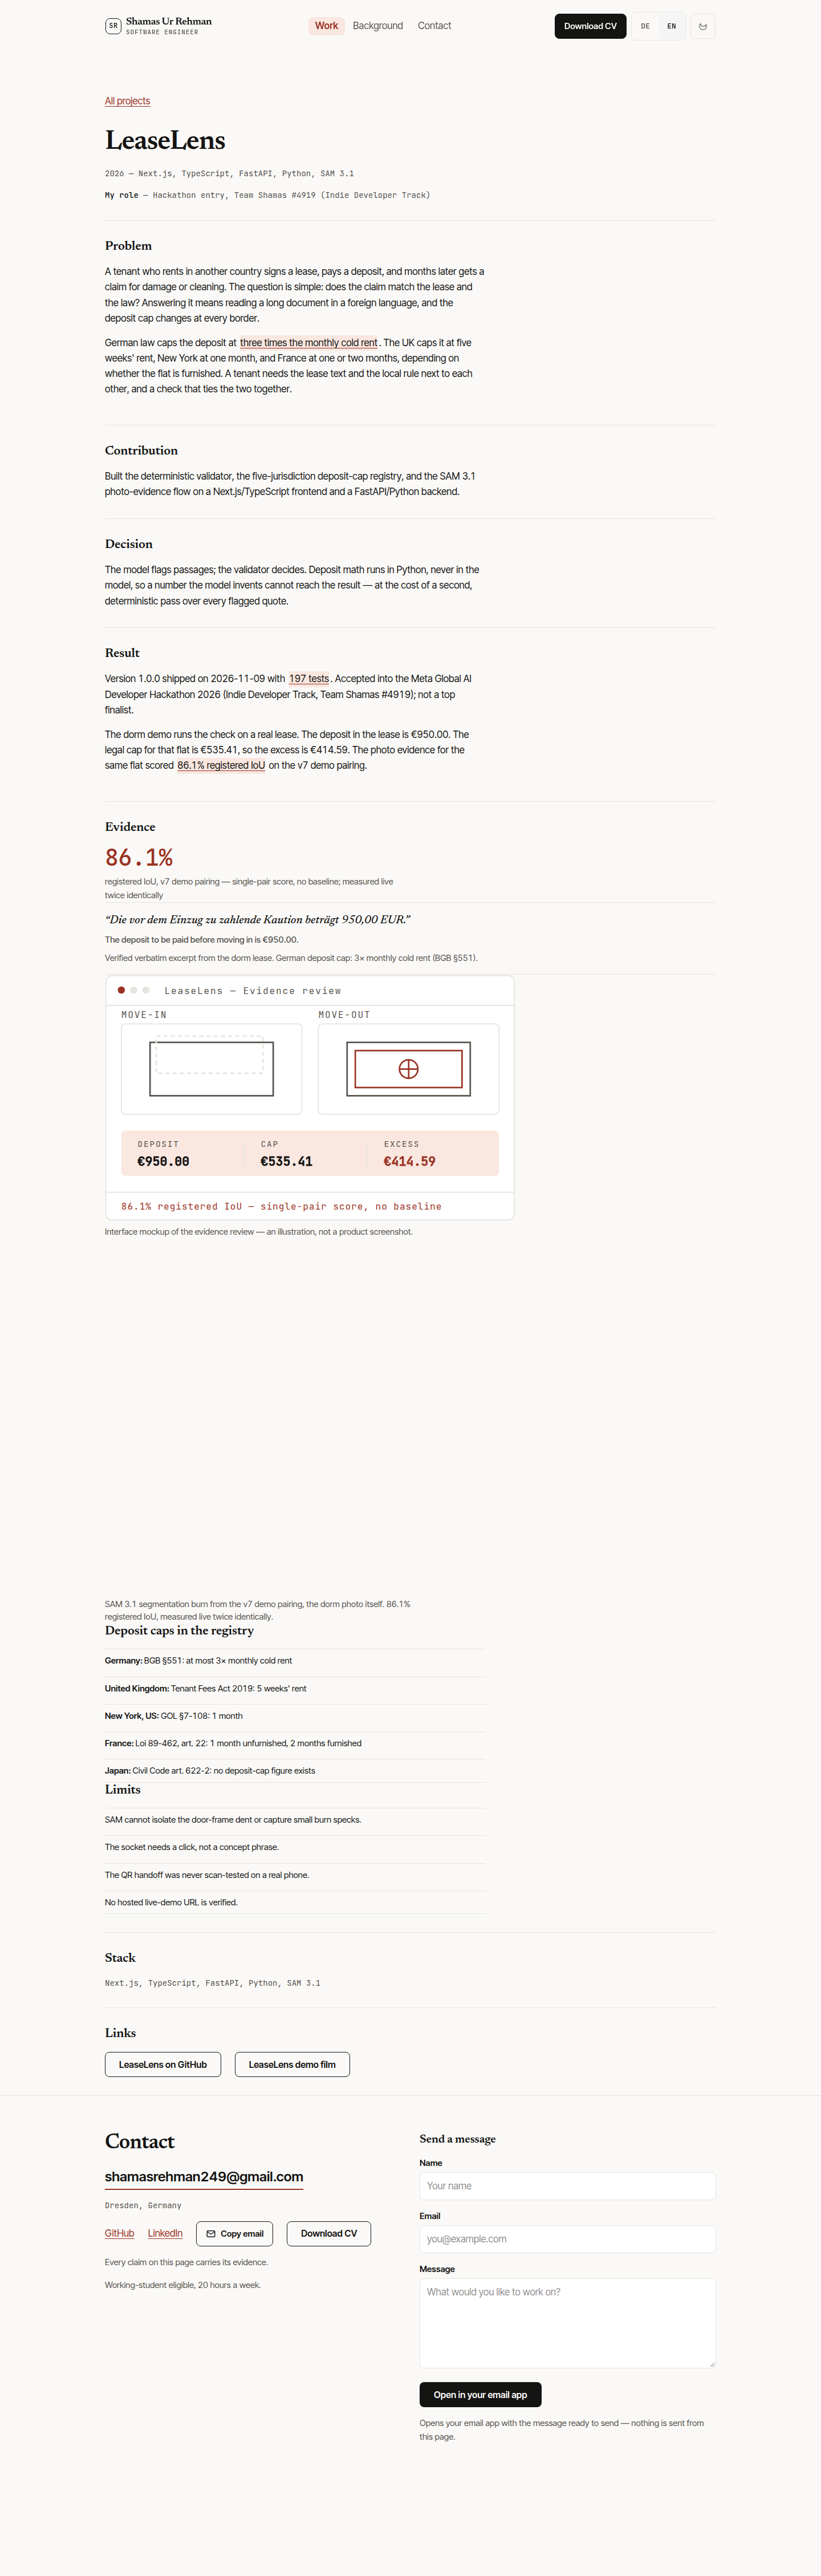 SR
Shamas Ur Rehman
SOFTWARE ENGINEER
Work
Background
Contact
Download CV
DE
EN
All projects
LeaseLens
2026 — Next.js, TypeScript, FastAPI, Python, SAM 3.1
My role — Hackathon entry, Team Shamas #4919 (Indie Developer Track)
Problem
A tenant who rents in another country signs a lease, pays a deposit, and months later gets a
claim for damage or cleaning. The question is simple: does the claim match the lease and
the law? Answering it means reading a long document in a foreign language, and the
deposit cap changes at every border.
German law caps the deposit at three times the monthly cold rent. The UK caps it at five
weeks' rent, New York at one month, and France at one or two months, depending on
whether the flat is furnished. A tenant needs the lease text and the local rule next to each
other, and a check that ties the two together.
Contribution
Built the deterministic validator, the five-jurisdiction deposit-cap registry, and the SAM 3.1
photo-evidence flow on a Next.js/TypeScript frontend and a FastAPI/Python backend.
Decision
The model flags passages; the validator decides. Deposit math runs in Python, never in the
model, so a number the model invents cannot reach the result — at the cost of a second,
deterministic pass over every flagged quote.
Result
Version 1.0.0 shipped on 2026-11-09 with 197 tests. Accepted into the Meta Global AI
Developer Hackathon 2026 (Indie Developer Track, Team Shamas #4919); not a top
finalist.
The dorm demo runs the check on a real lease. The deposit in the lease is €950.00. The
legal cap for that flat is €535.41, so the excess is €414.59. The photo evidence for the
same flat scored 86.1% registered IoU on the v7 demo pairing.
Evidence
86.1%
registered IoU, v7 demo pairing — single-pair score, no baseline; measured live
twice identically
“Die vor dem Einzug zu zahlende Kaution beträgt 950,00 EUR.”
The deposit to be paid before moving in is €950.00.
Verified verbatim excerpt from the dorm lease. German deposit cap: 3× monthly cold rent (BGB §551).
LeaseLens — Evidence review
MOVE-IN
MOVE-OUT
DEPOSIT
CAP
EXCESS
€950.00
€535.41
€414.59
86.1% registered IoU — single-pair score, no baseline
Interface mockup of the evidence review — an illustration, not a product screenshot.
SAM 3.1 segmentation burn from the v7 demo pairing, the dorm photo itself. 86.1%
registered IoU, measured live twice identically.
Deposit caps in the registry
Germany: BGB §551: at most 3× monthly cold rent
United Kingdom: Tenant Fees Act 2019: 5 weeks' rent
New York, US: GOL §7-108: 1 month
France: Loi 89-462, art. 22: 1 month unfurnished, 2 months furnished
Japan: Civil Code art. 622-2: no deposit-cap figure exists
Limits
SAM cannot isolate the door-frame dent or capture small burn specks.
The socket needs a click, not a concept phrase.
The QR handoff was never scan-tested on a real phone.
No hosted live-demo URL is verified.
Stack
Next.js, TypeScript, FastAPI, Python, SAM 3.1
Links
LeaseLens on GitHub
LeaseLens demo film
Contact
shamasrehman249@gmail.com
Dresden, Germany
GitHub
LinkedIn
Copy email
Download CV
Every claim on this page carries its evidence.
Working-student eligible, 20 hours a week.
Send a message
Name
Your name
Email
you@example.com
Message
What would you like to work on?
Open in your email app
Opens your email app with the message ready to send — nothing is sent from
this page.